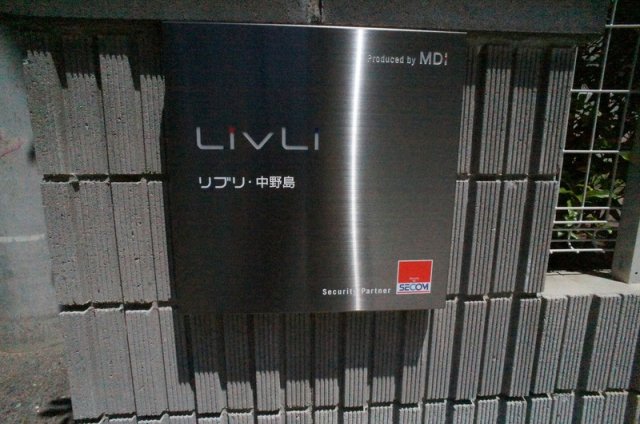 Produced by MDi
LivLi
リブリ・中野島
Security Partner
SECOM